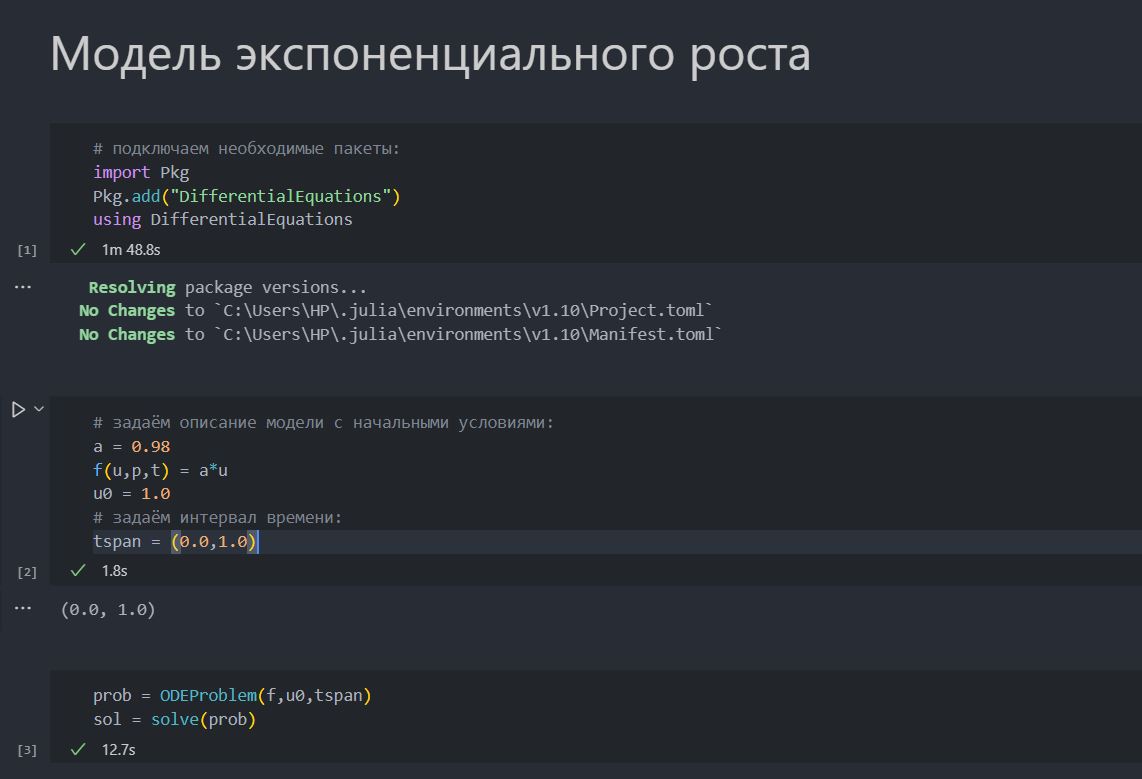 Модель экспоненциального роста
# подключаем необходимые пакеты:
import Pkg
Pkg.add("DifferentialEquations")
using DifferentialEquations
[1]
1m 48.8s
Resolving package versions...
No Changes to `C:\Users\HP\.julia\environments\v1.10\Project.toml`
No Changes to `C:\Users\HP\.julia\environments\v1.10\Manifest.toml`
# задаём описание модели с начальными условиями:
a = 0.98
f(u,p,t) = a*u
u0 = 1.0
# задаём интервал времени:
tspan = (0.0,1.0)
[2]
1.8s
(0.0, 1.0)
prob = ODEProblem(f,u0,tspan)
sol = solve(prob)
[3]
12.7s